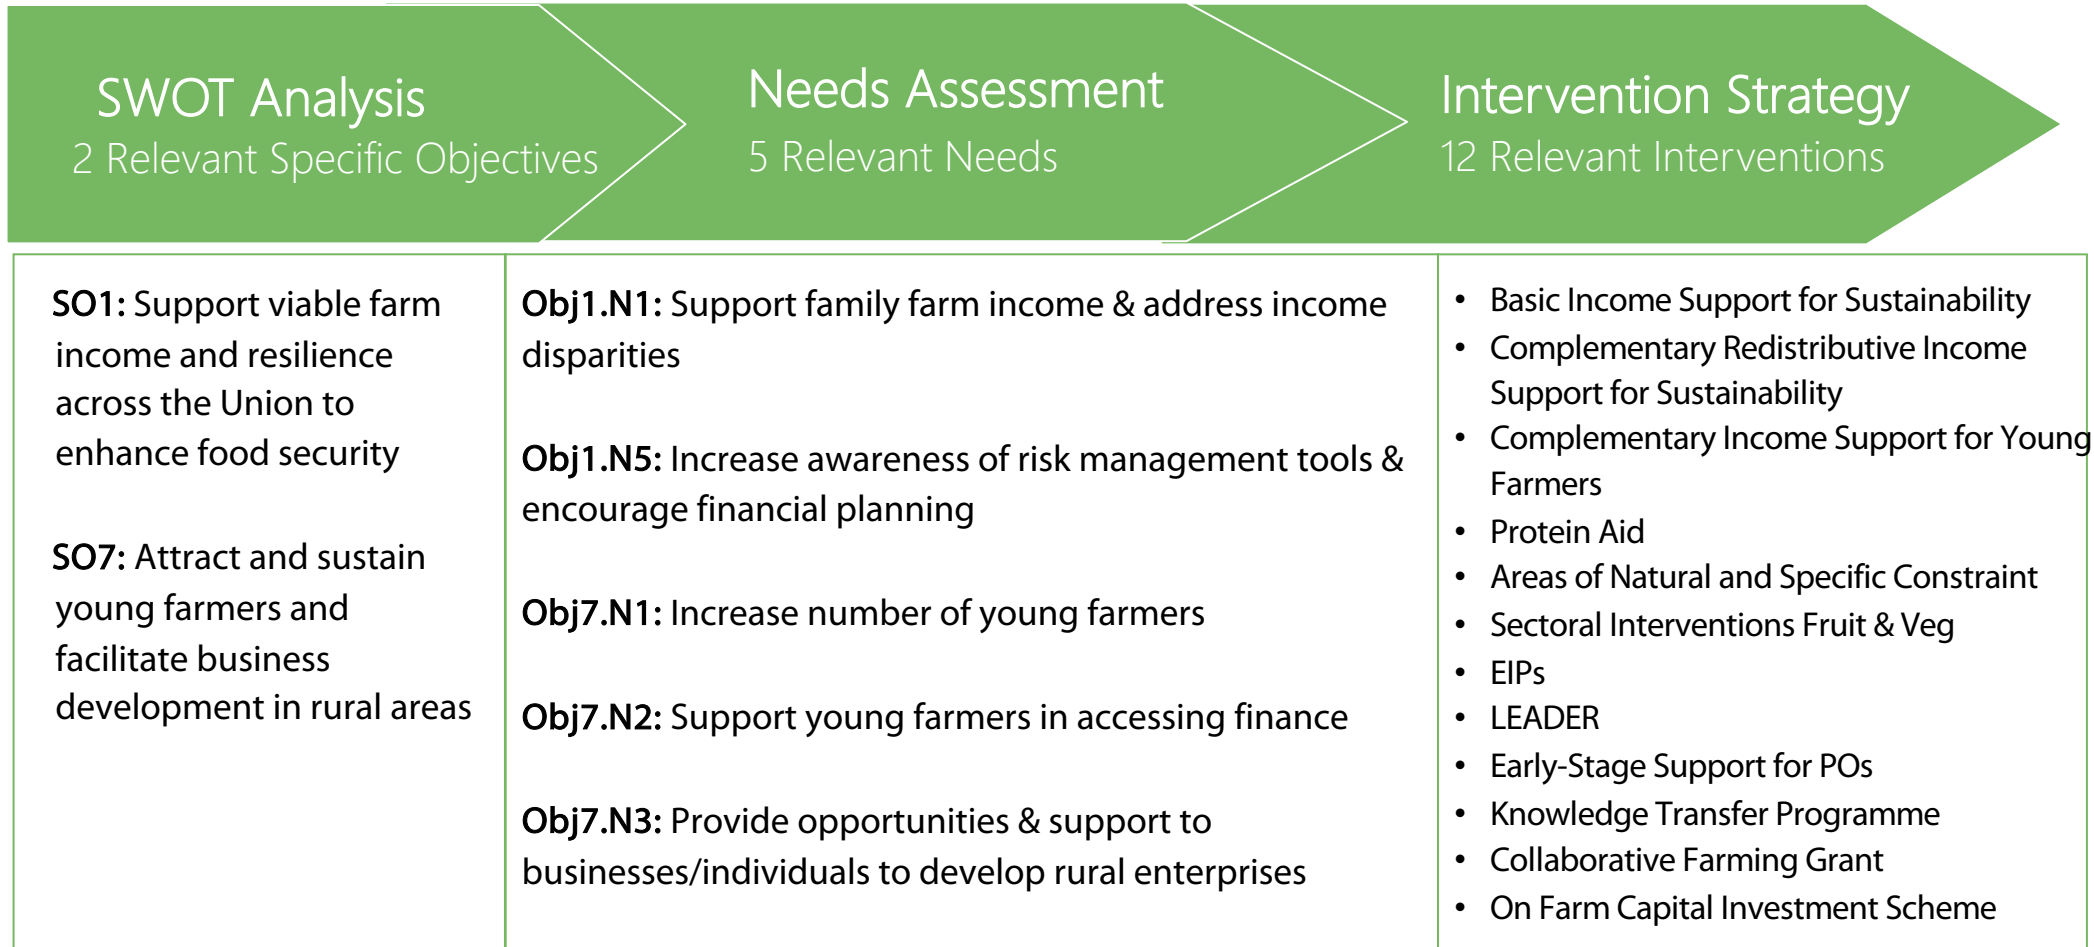 SWOT Analysis
2 Relevant Specific Objectives
Needs Assessment
5 Relevant Needs
Intervention Strategy
12 Relevant Interventions
SO1: Support viable farm
income and resilience
across the Union to
enhance food security
SO7: Attract and sustain
young farmers and
facilitate business
development in rural areas
Obj1.N1: Support family farm income & address income
disparities
Obj1.N5: Increase awareness of risk management tools &
encourage financial planning
Obj7.N1: Increase number of young farmers
Obj7.N2: Support young farmers in accessing finance
Obj7.N3: Provide opportunities & support to
businesses/individuals to develop rural enterprises
• Basic Income Support for Sustainability
• Complementary Redistributive Income
Support for Sustainability
• Complementary Income Support for Young
Farmers
• Protein Aid
• Areas of Natural and Specific Constraint
• Sectoral Interventions Fruit & Veg
• EIPs
• LEADER
• Early-Stage Support for POs
• Knowledge Transfer Programme
• Collaborative Farming Grant
• On Farm Capital Investment Scheme